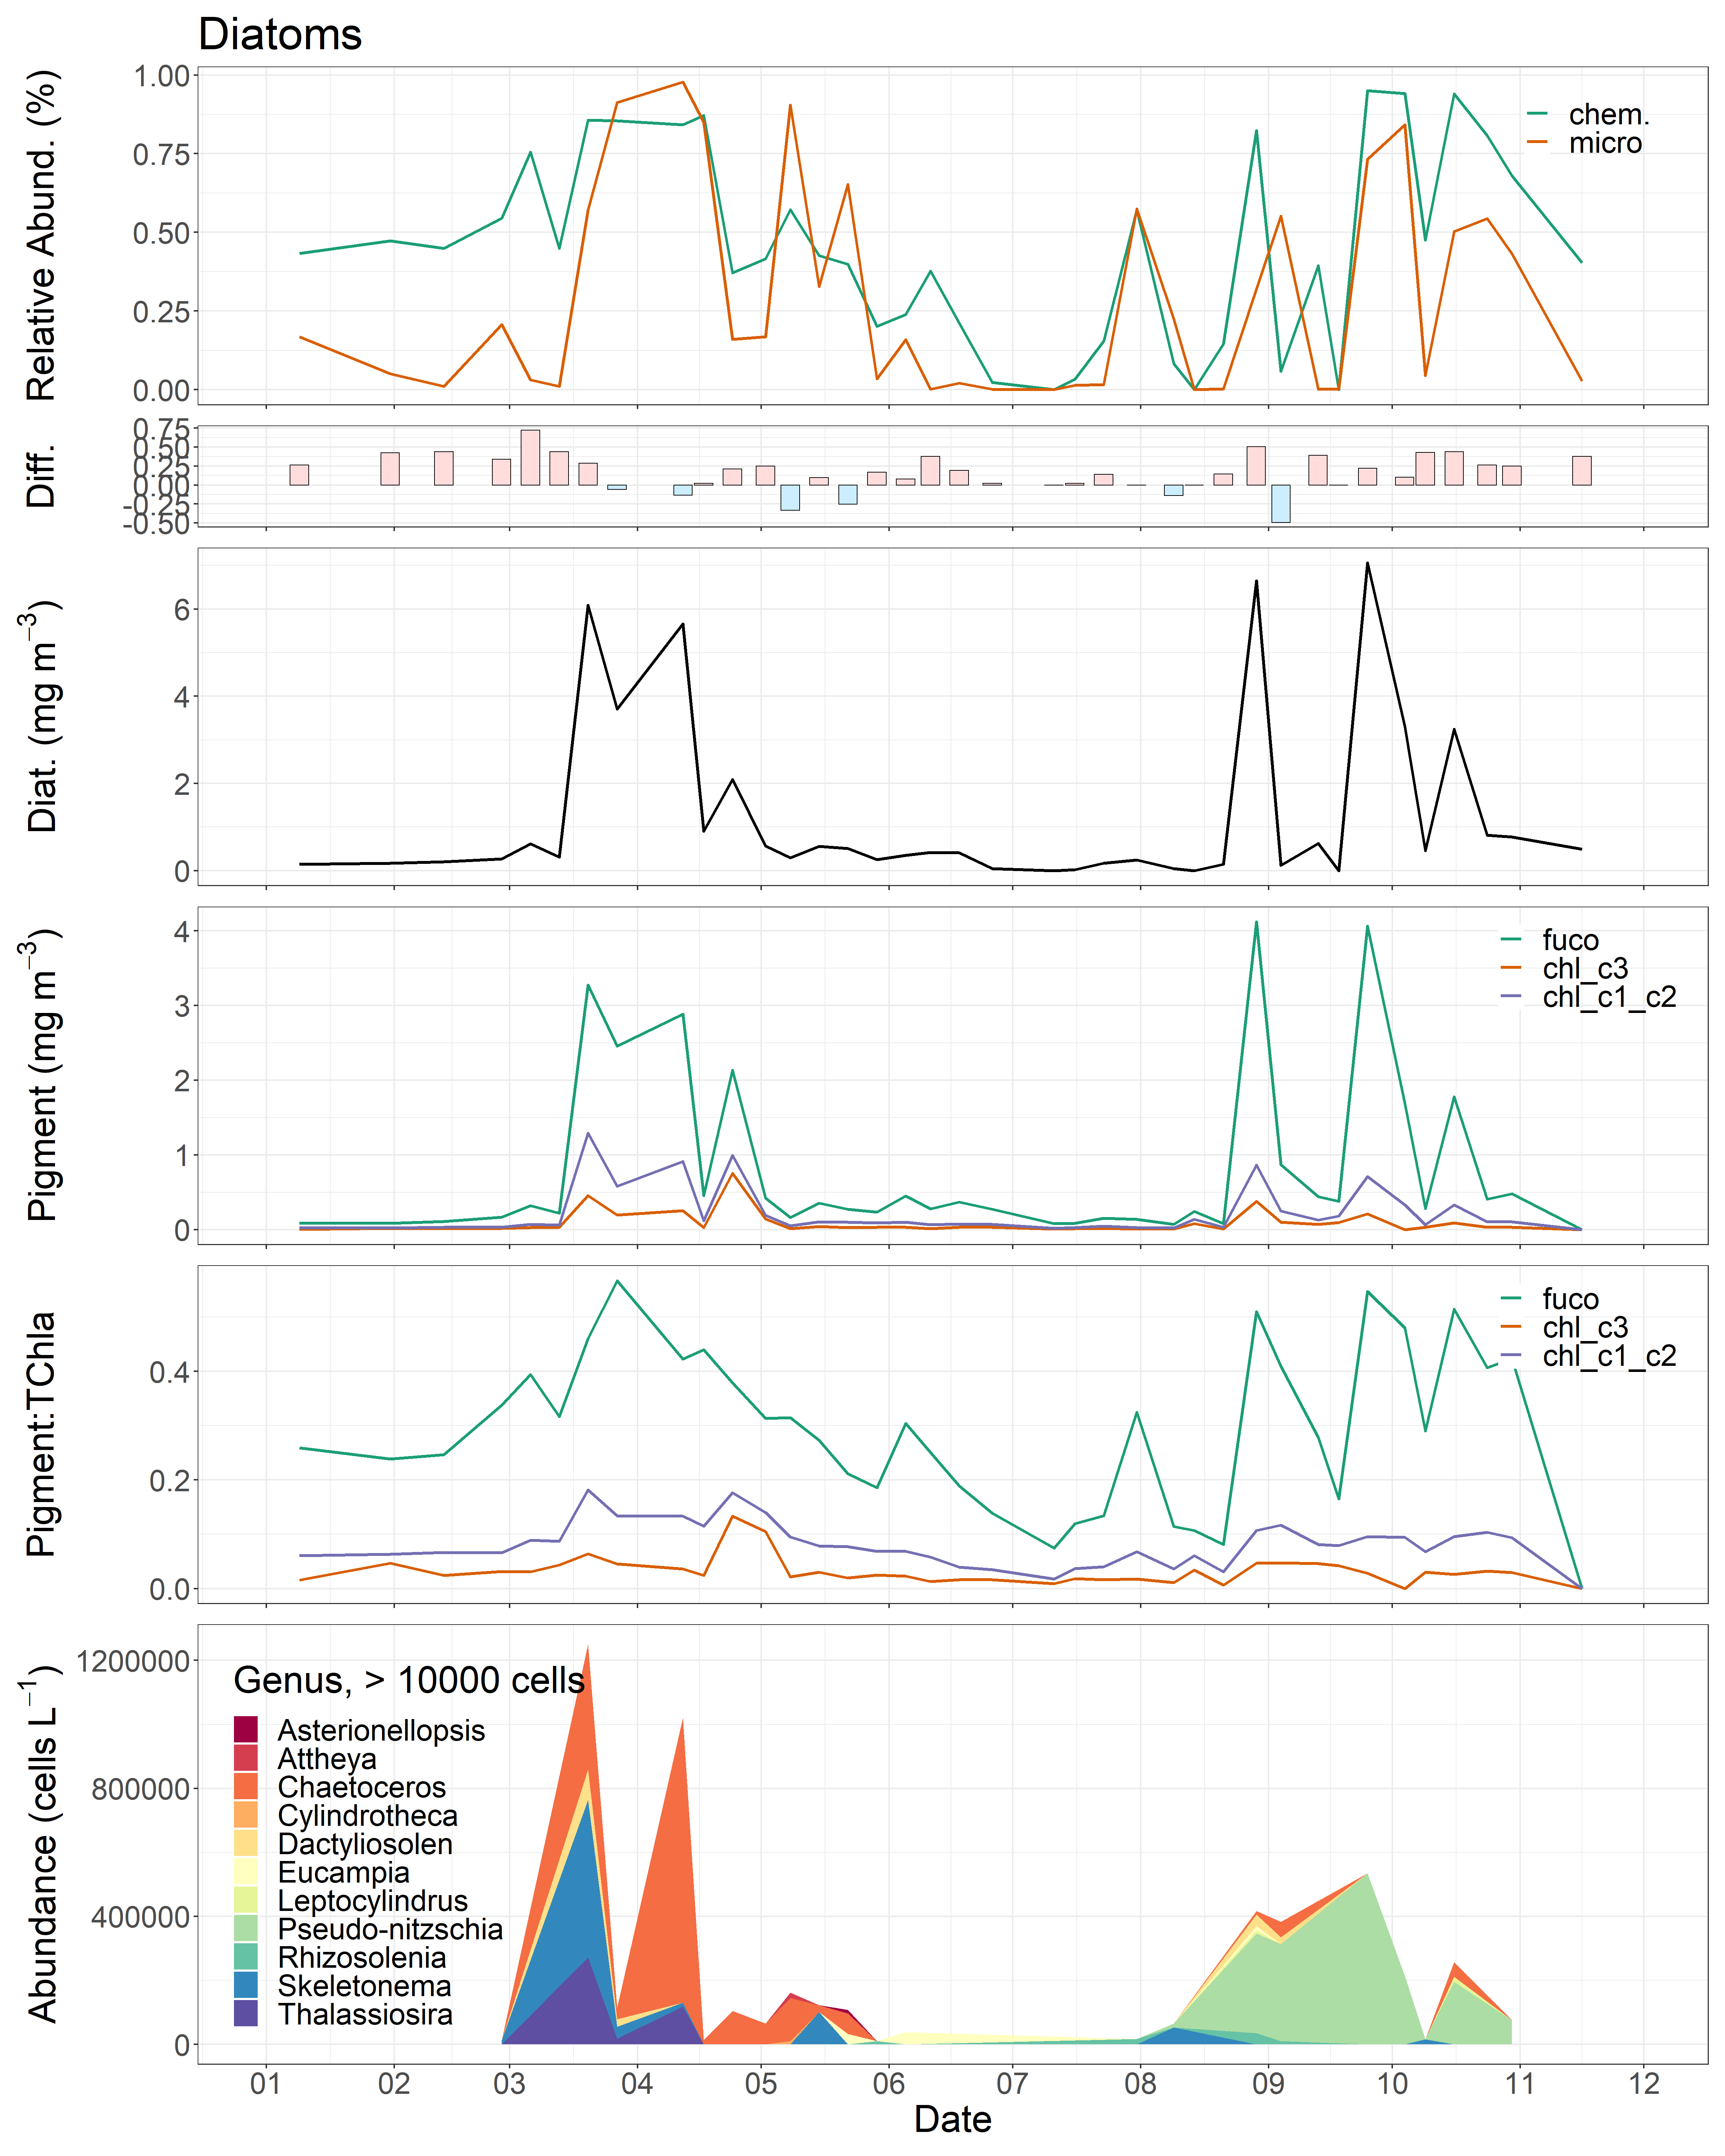 Diatoms
Relative Abund. (%)
1.00
0.75
0.50
0.25
0.00
chem.
micro
Diff.
0.75
0.50
0.25
0.00
-0.25
-0.50
Diat. (mg m⁻³)
6
4
2
0
Pigment (mg m⁻³)
4
3
2
1
0
fuco
chl_c3
chl_c1_c2
Pigment:TChla
0.4
0.2
0.0
fuco
chl_c3
chl_c1_c2
Abundance (cells L⁻¹)
1200000
800000
400000
0
Genus, > 10000 cells
Asterionellopsis
Attheya
Chaetoceros
Cylindrotheca
Dactyliosolen
Eucampia
Leptocylindrus
Pseudo-nitzschia
Rhizosolenia
Skeletonema
Thalassiosira
01 02 03 04 05 06 07 08 09 10 11 12
Date